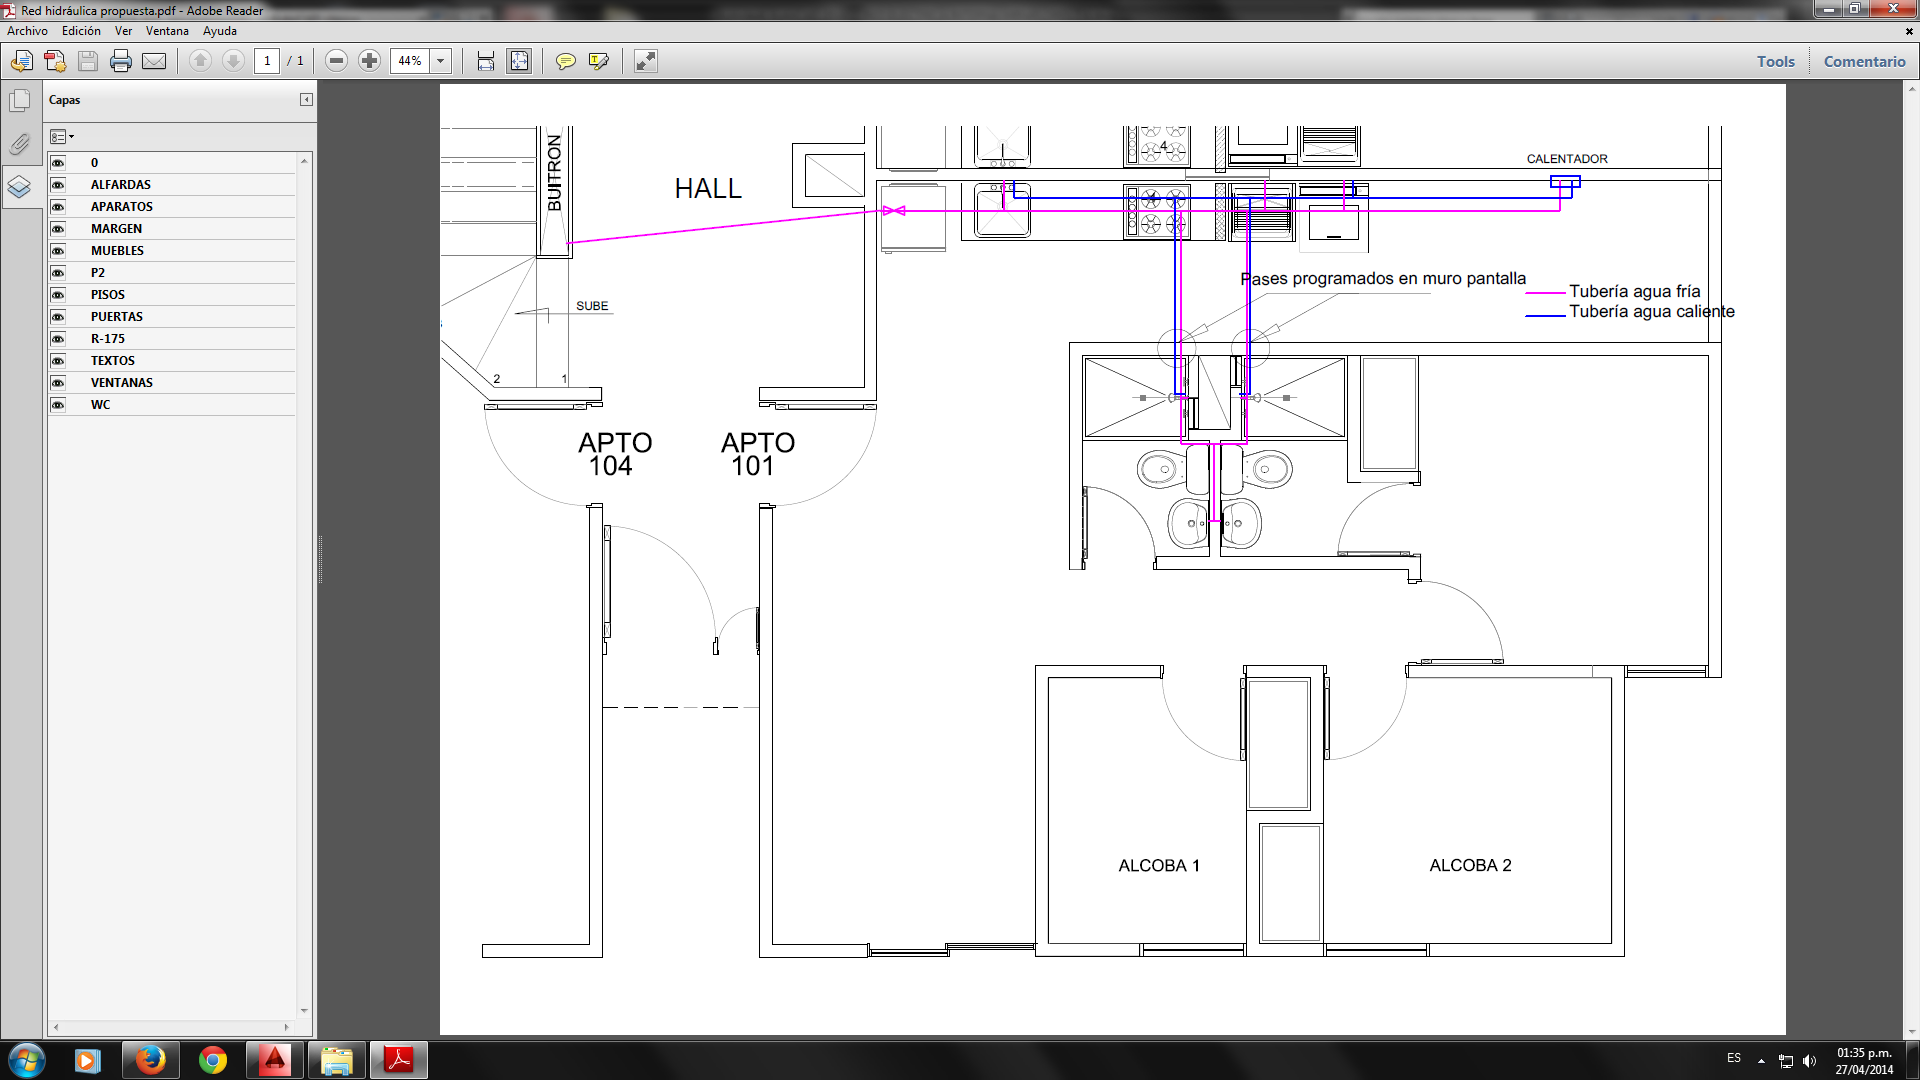 Red hidráulica propuesta.pdf - Adobe Reader
Archivo Edición Ver Ventana Ayuda
1 / 1 44% Tools Comentario
Capas
0
ALFARDAS
APARATOS
MARGEN
MUEBLES
P2
PISOS
PUERTAS
R-175
TEXTOS
VENTANAS
WC
BUITRON
HALL
4
CALENTADOR
Pases programados en muro pantalla
Tubería agua fría
Tubería agua caliente
SUBE
2 1
APTO
104
APTO
101
ALCOBA 1
ALCOBA 2
ES
01:35 p.m.
27/04/2014